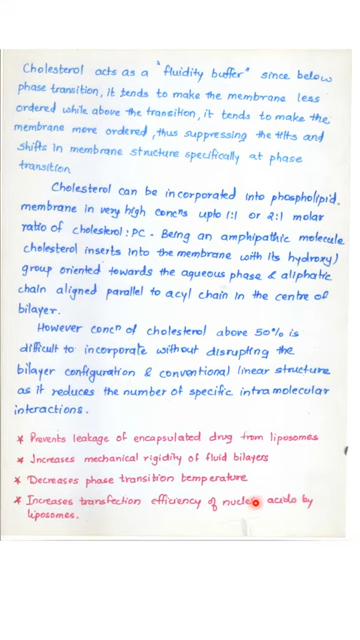 Cholesterol acts as a "fluidity buffer" since below
phase transition, it tends to make the membrane less
ordered while above the transition, it tends to make the
membrane more ordered, thus suppressing the tilts and
shifts in membrane structure specifically at phase
transition.
Cholesterol can be incorporated into phospholipid
membrane in very high concns upto 1:1 or 2:1 molar
ratio of cholesterol : PC. Being an amphipathic molecule
cholesterol inserts into the membrane with its hydroxyl
group oriented towards the aqueous phase & aliphatic
chain aligned parallel to acyl chain in the centre of
bilayer.
However concn of cholesterol above 50% is
difficult to incorporate without disrupting the
bilayer configuration & conventional linear structure
as it reduces the number of specific intra molecular
interactions.
* Prevents leakage of encapsulated drug from liposomes
* Increases mechanical rigidity of fluid bilayers
* Decreases phase transition temperature
* Increases transfection efficiency of nucleic acids by
liposomes.